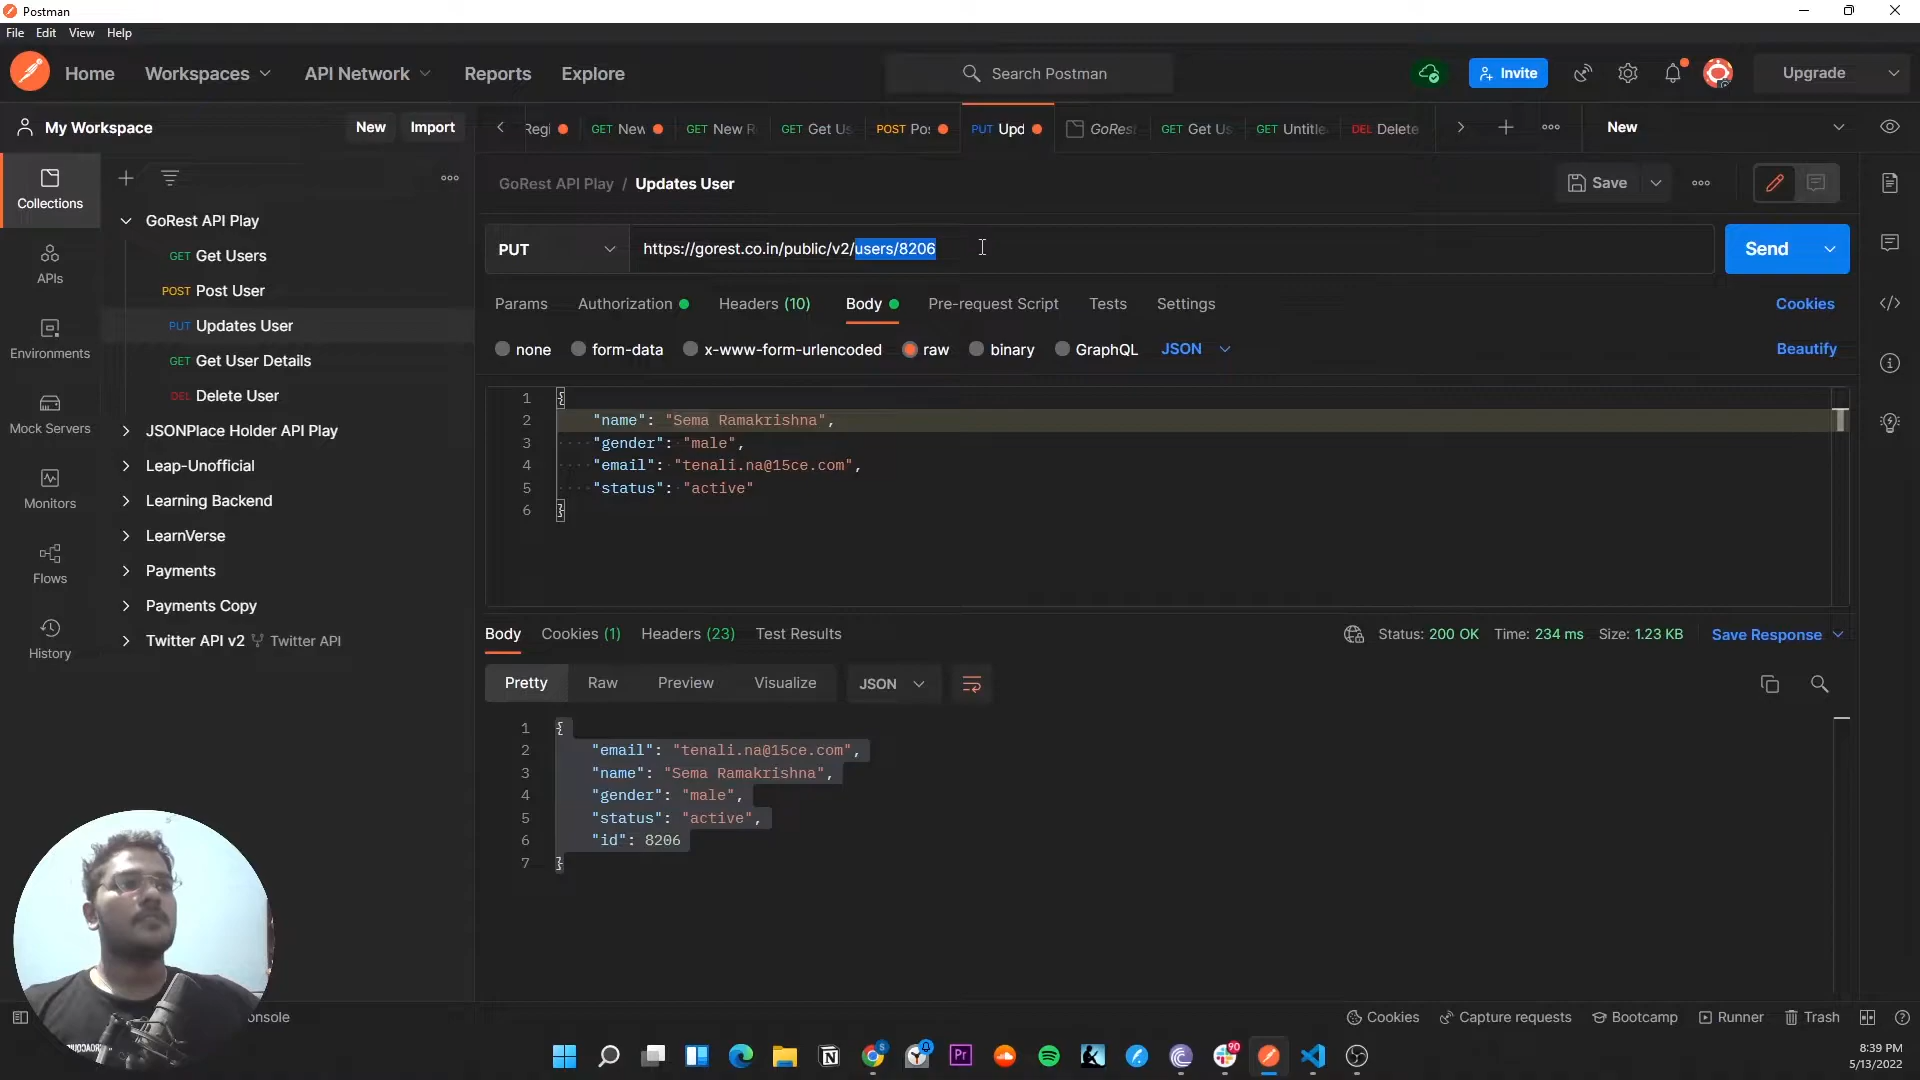 Postman
File Edit View Help
Home Workspaces API Network Reports Explore
Search Postman
Invite
Upgrade
My Workspace
New Import
Regi
GET New
GET New R
GET Get Us
POST Pos
PUT Upd
GoRest
GET Get Us
GET Untitle
DEL Delete
New
Collections
APIs
Environments
Mock Servers
Monitors
Flows
History
GoRest API Play
GET Get Users
POST Post User
PUT Updates User
GET Get User Details
DEL Delete User
JSONPlace Holder API Play
Leap-Unofficial
Learning Backend
LearnVerse
Payments
Payments Copy
Twitter API v2 Twitter API
GoRest API Play / Updates User
Save
PUT https://gorest.co.in/public/v2/users/8206
Send
Params Authorization Headers (10) Body Pre-request Script Tests Settings
Cookies
none form-data x-www-form-urlencoded raw binary GraphQL JSON
Beautify
1 {
2 "name": "Sema Ramakrishna",
3 "gender": "male",
4 "email": "tenali.na@15ce.com",
5 "status": "active"
6 }
Body Cookies (1) Headers (23) Test Results
Status: 200 OK Time: 234 ms Size: 1.23 KB Save Response
Pretty Raw Preview Visualize JSON
1 {
2 "email": "tenali.na@15ce.com",
3 "name": "Sema Ramakrishna",
4 "gender": "male",
5 "status": "active",
6 "id": 8206
7 }
onsole
Cookies Capture requests Bootcamp Runner Trash
Pr
90
8:39 PM
5/13/2022